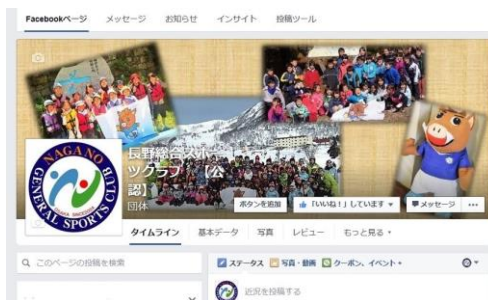 Facebookページ メッセージ お知らせ インサイト 投稿ツール
長野総合スポー
ツクラブ 【公
認】
団体
NAGANO
GENERAL SPORTS CLUB
ボタンを追加 「いいね!」しています メッセージ ...
タイムライン 基本データ 写真 レビュー もっと見る
このページの投稿を検索
ステータス 写真・動画 クーポン、イベント
近況を投稿する